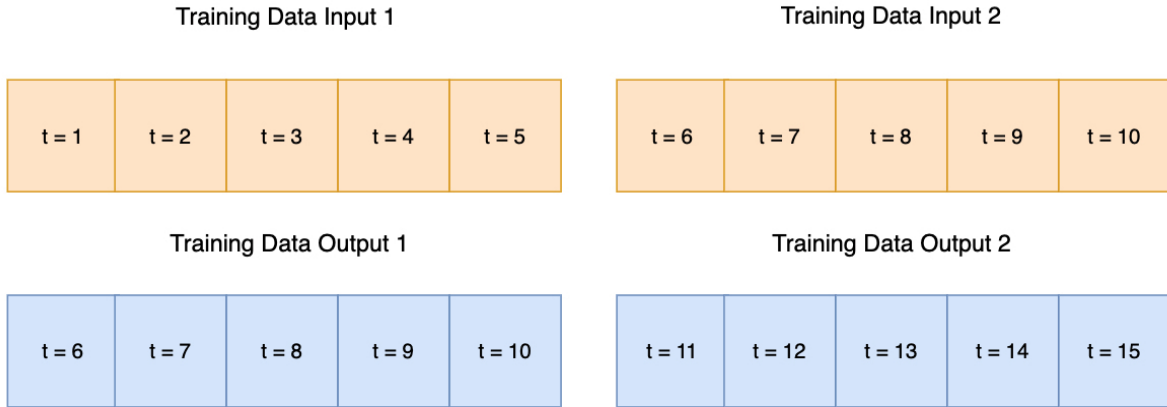 Training Data Input 1
t = 1 t = 2 t = 3 t = 4 t = 5
Training Data Output 1
t = 6 t = 7 t = 8 t = 9 t = 10
Training Data Input 2
t = 6 t = 7 t = 8 t = 9 t = 10
Training Data Output 2
t = 11 t = 12 t = 13 t = 14 t = 15